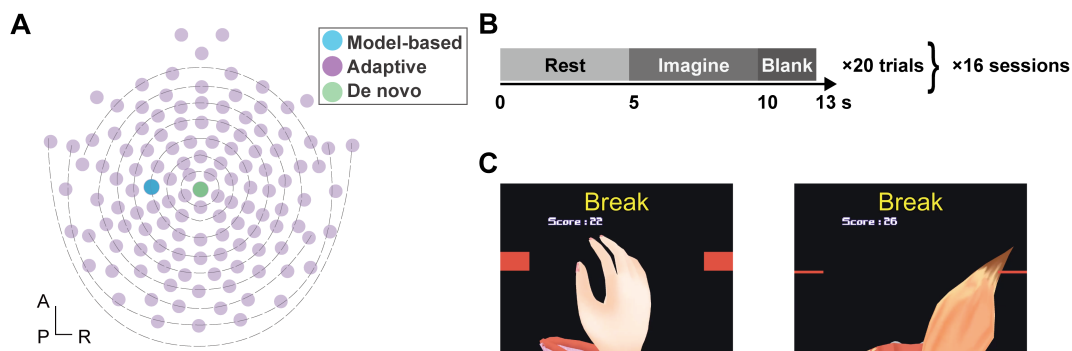 A
Model-based
Adaptive
De novo
A
P R
B
Rest Imagine Blank
×20 trials } ×16 sessions
0 5 10 13 s
C
Break
Score:22
Break
Score:26